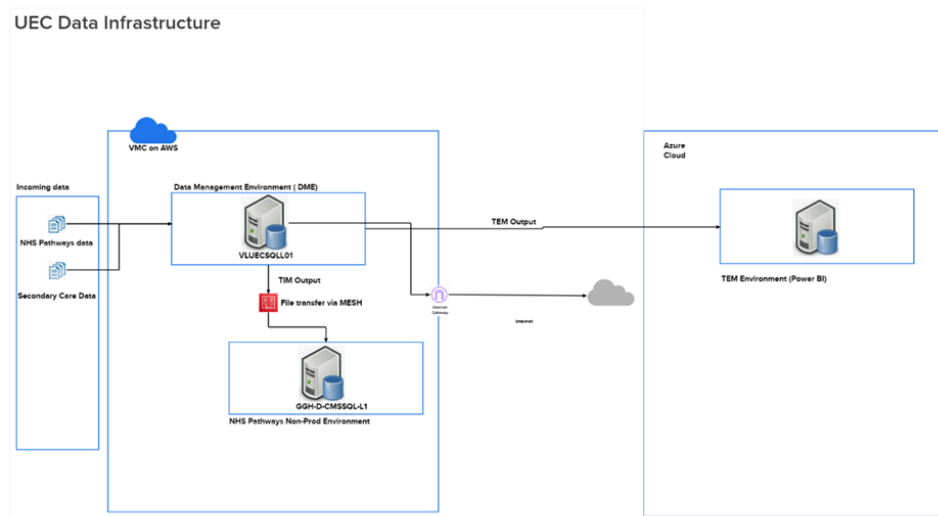 UEC Data Infrastructure
VMC on AWS
Azure
Cloud
Incoming data
NHS Pathways data
Secondary Care Data
Data Management Environment ( DME)
VLUECSQLL01
TEM Output
TIM Output
File transfer via MESH
Internet
Gateway
Internet
TEM Environment (Power BI)
GGH-D-CMSSQL-L1
NHS Pathways Non-Prod Environment